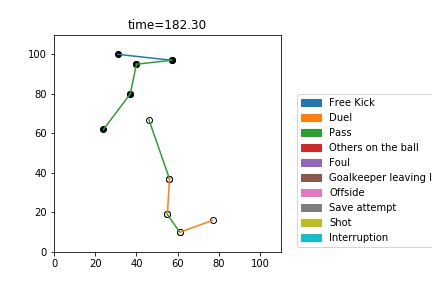 time=182.30
100
80
60
40
20
0
0 20 40 60 80 100
Free Kick
Duel
Pass
Others on the ball
Foul
Goalkeeper leaving l
Offside
Save attempt
Shot
Interruption